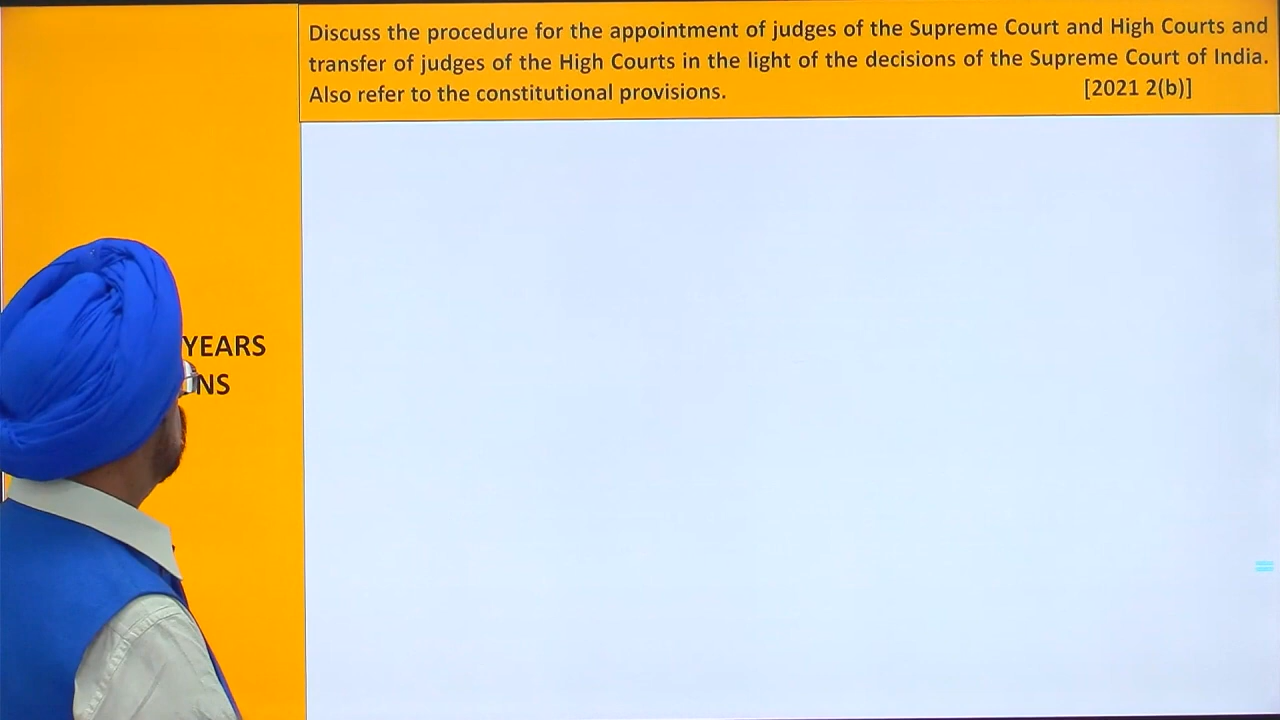 Discuss the procedure for the appointment of judges of the Supreme Court and High Courts and
transfer of judges of the High Courts in the light of the decisions of the Supreme Court of India.
Also refer to the constitutional provisions. [2021 2(b)]
YEARS
NS